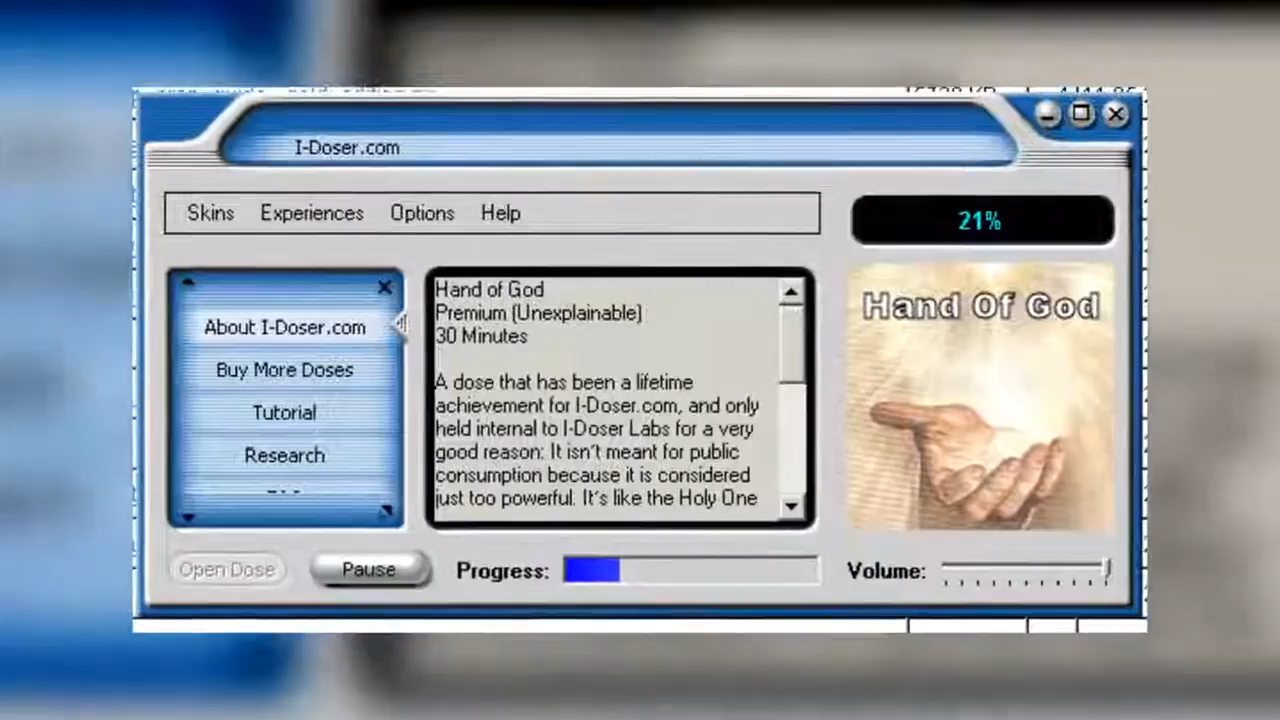 I-Doser.com
Skins Experiences Options Help
21%
About I-Doser.com
Buy More Doses
Tutorial
Research
Hand of God
Premium (Unexplainable)
30 Minutes
A dose that has been a lifetime
achievement for I-Doser.com, and only
held internal to I-Doser Labs for a very
good reason: It isn't meant for public
consumption because it is considered
just too powerful. It's like the Holy One
Hand Of God
Open Dose
Pause
Progress:
Volume: